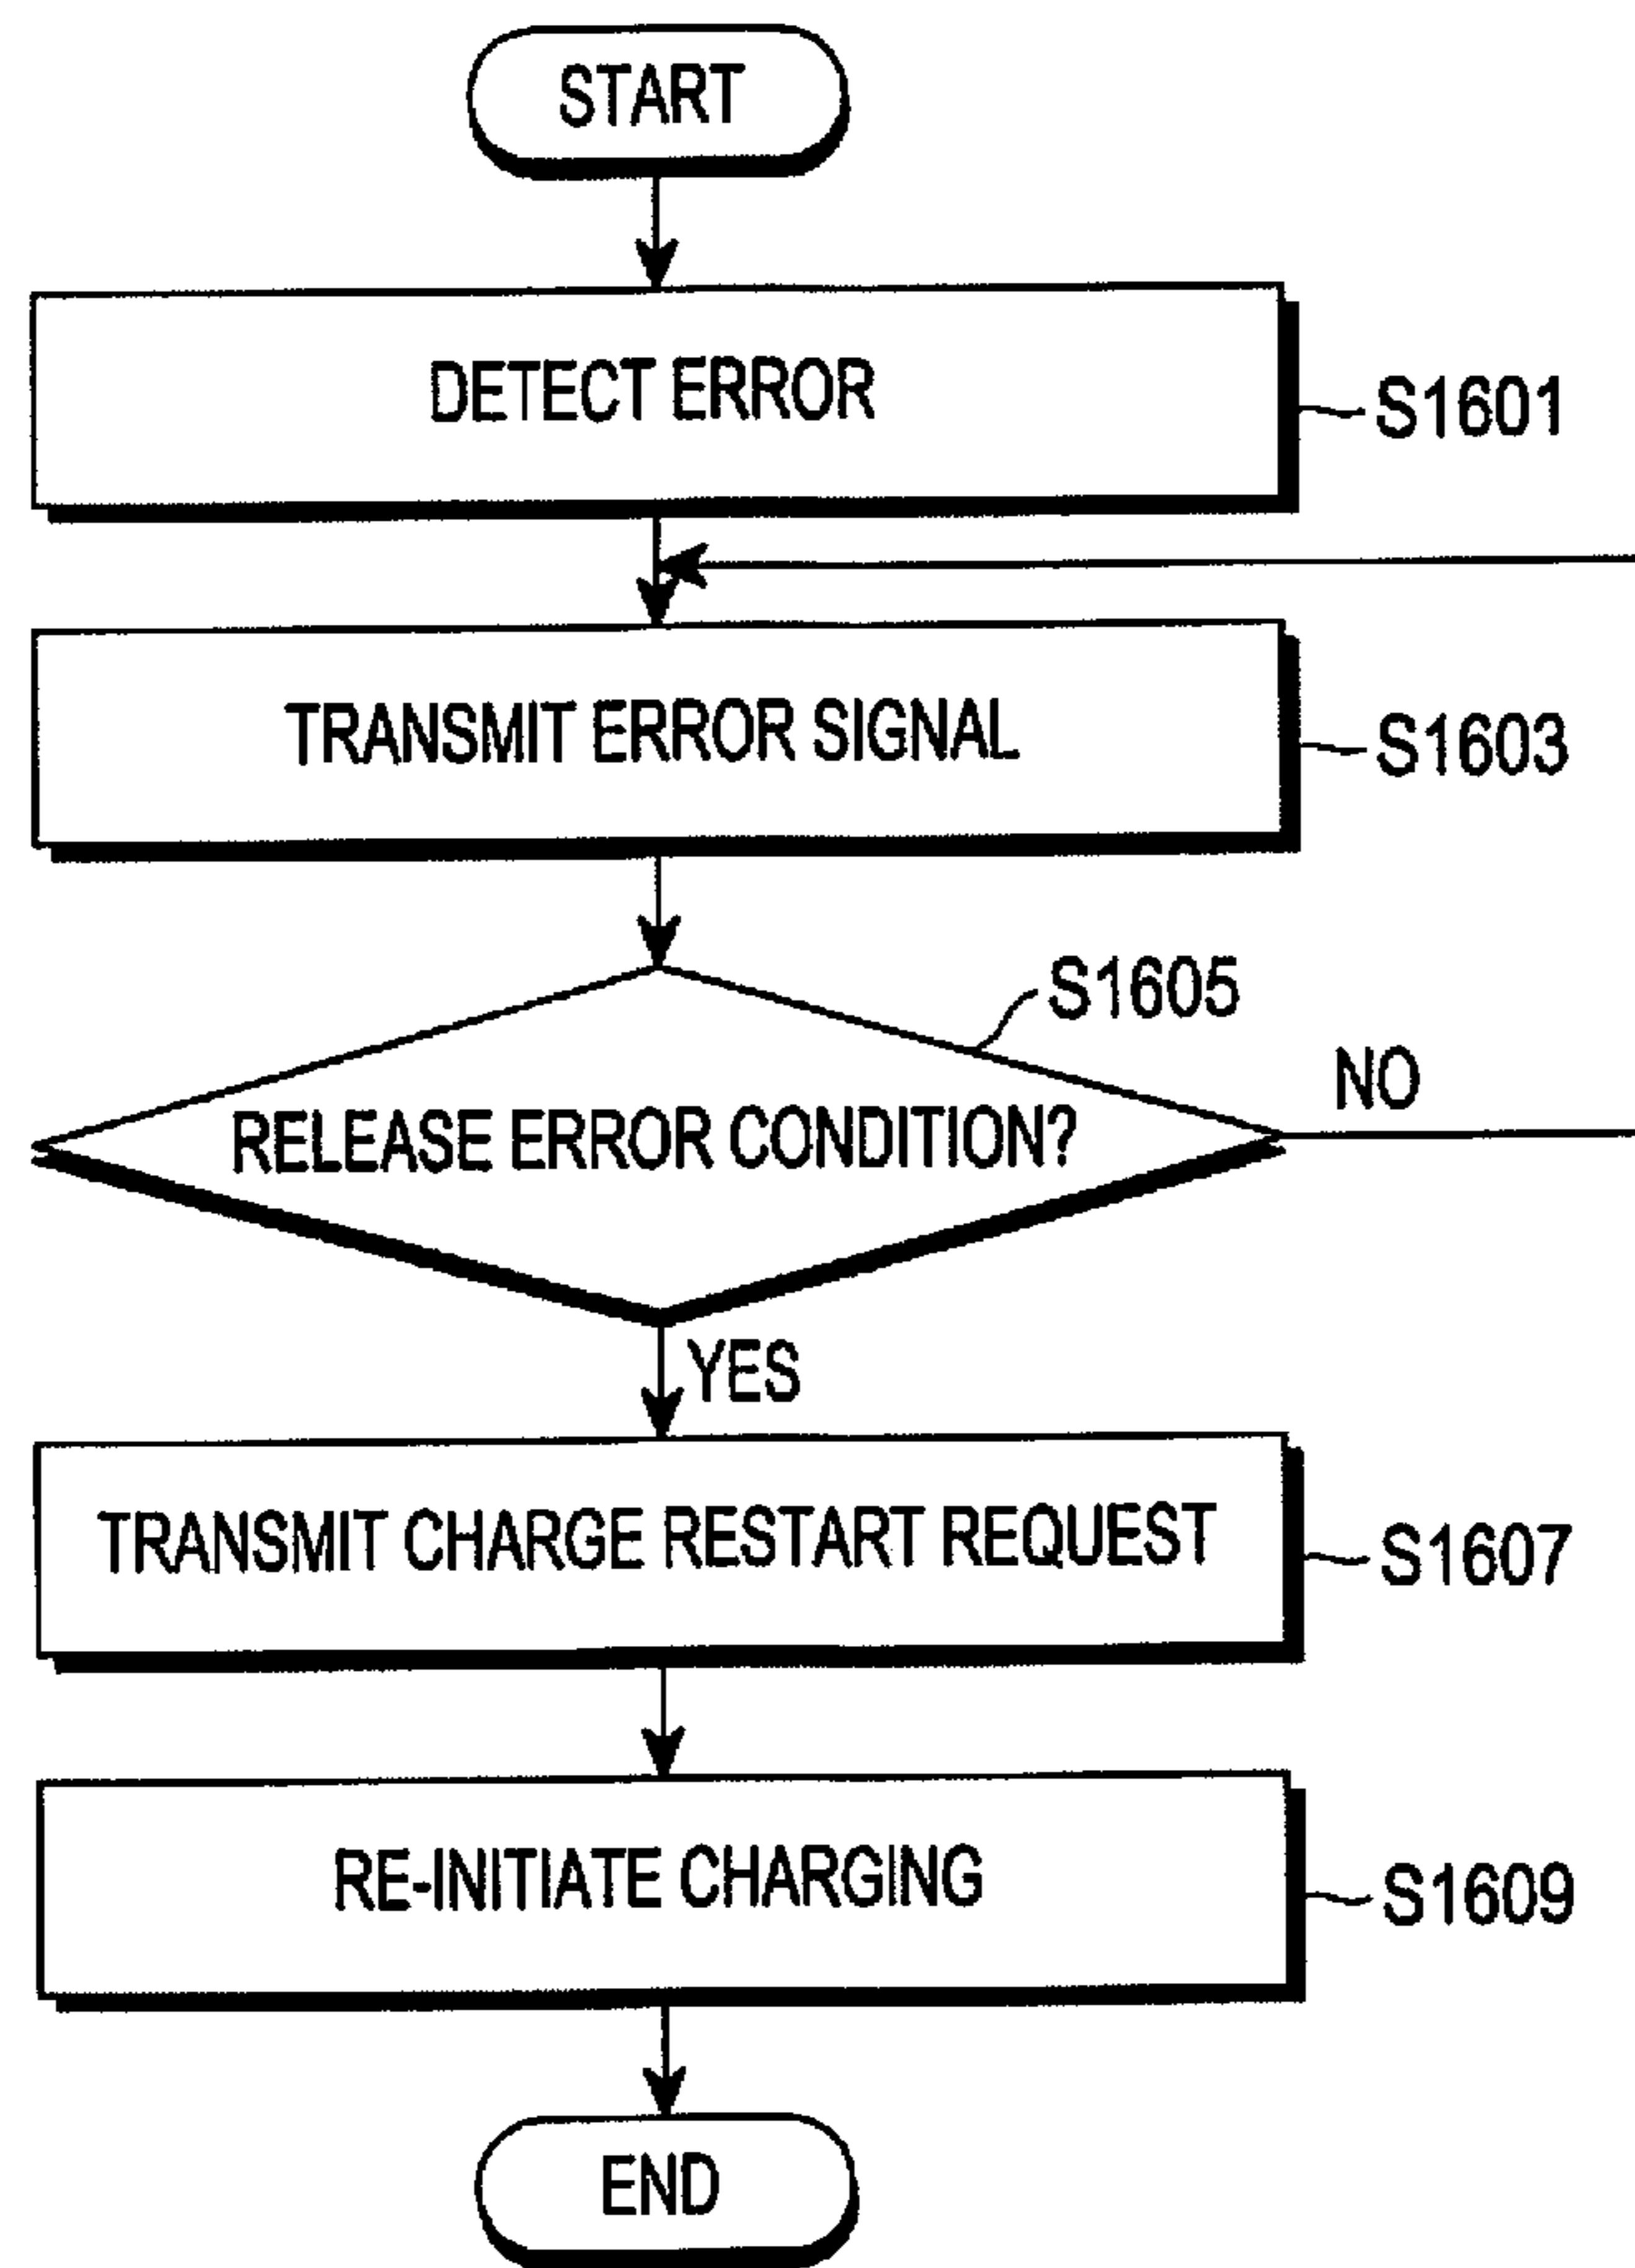 START
DETECT ERROR
S1601
TRANSMIT ERROR SIGNAL
S1603
S1605
RELEASE ERROR CONDITION?
NO
YES
TRANSMIT CHARGE RESTART REQUEST
S1607
RE-INITIATE CHARGING
S1609
END